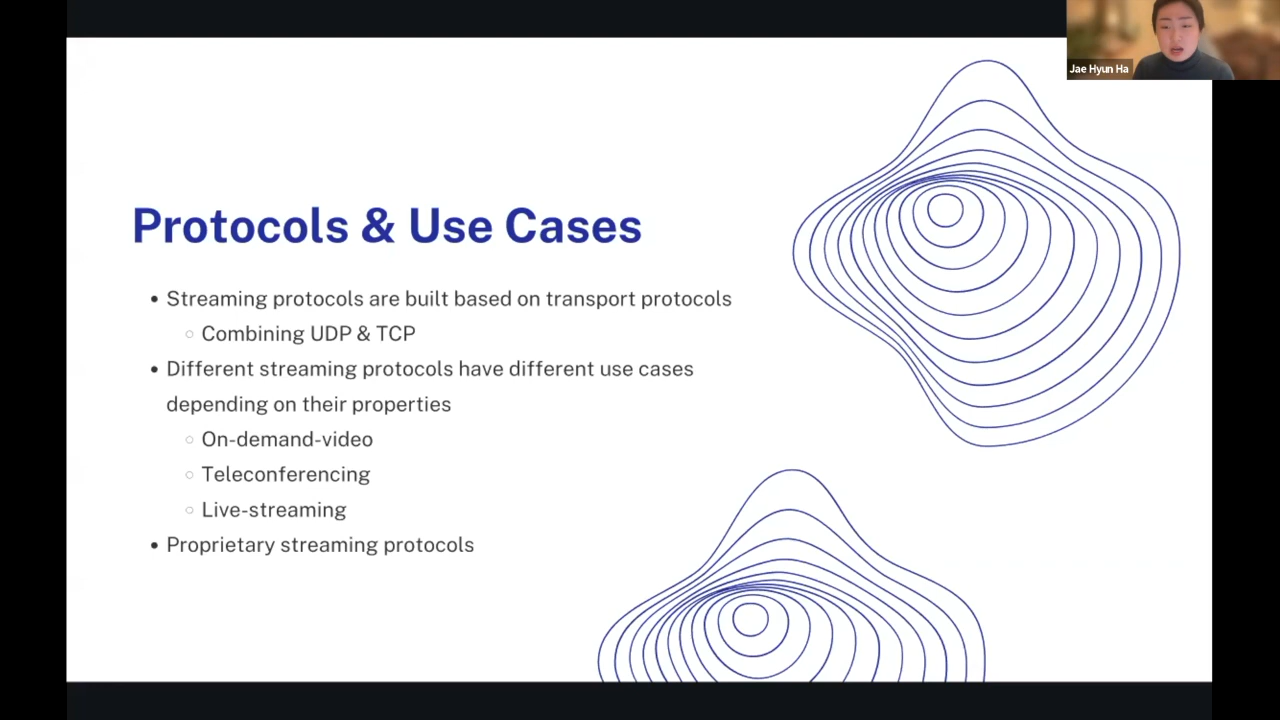 Jae Hyun Ha
Protocols & Use Cases
• Streaming protocols are built based on transport protocols
○ Combining UDP & TCP
• Different streaming protocols have different use cases
depending on their properties
○ On-demand-video
○ Teleconferencing
○ Live-streaming
• Proprietary streaming protocols